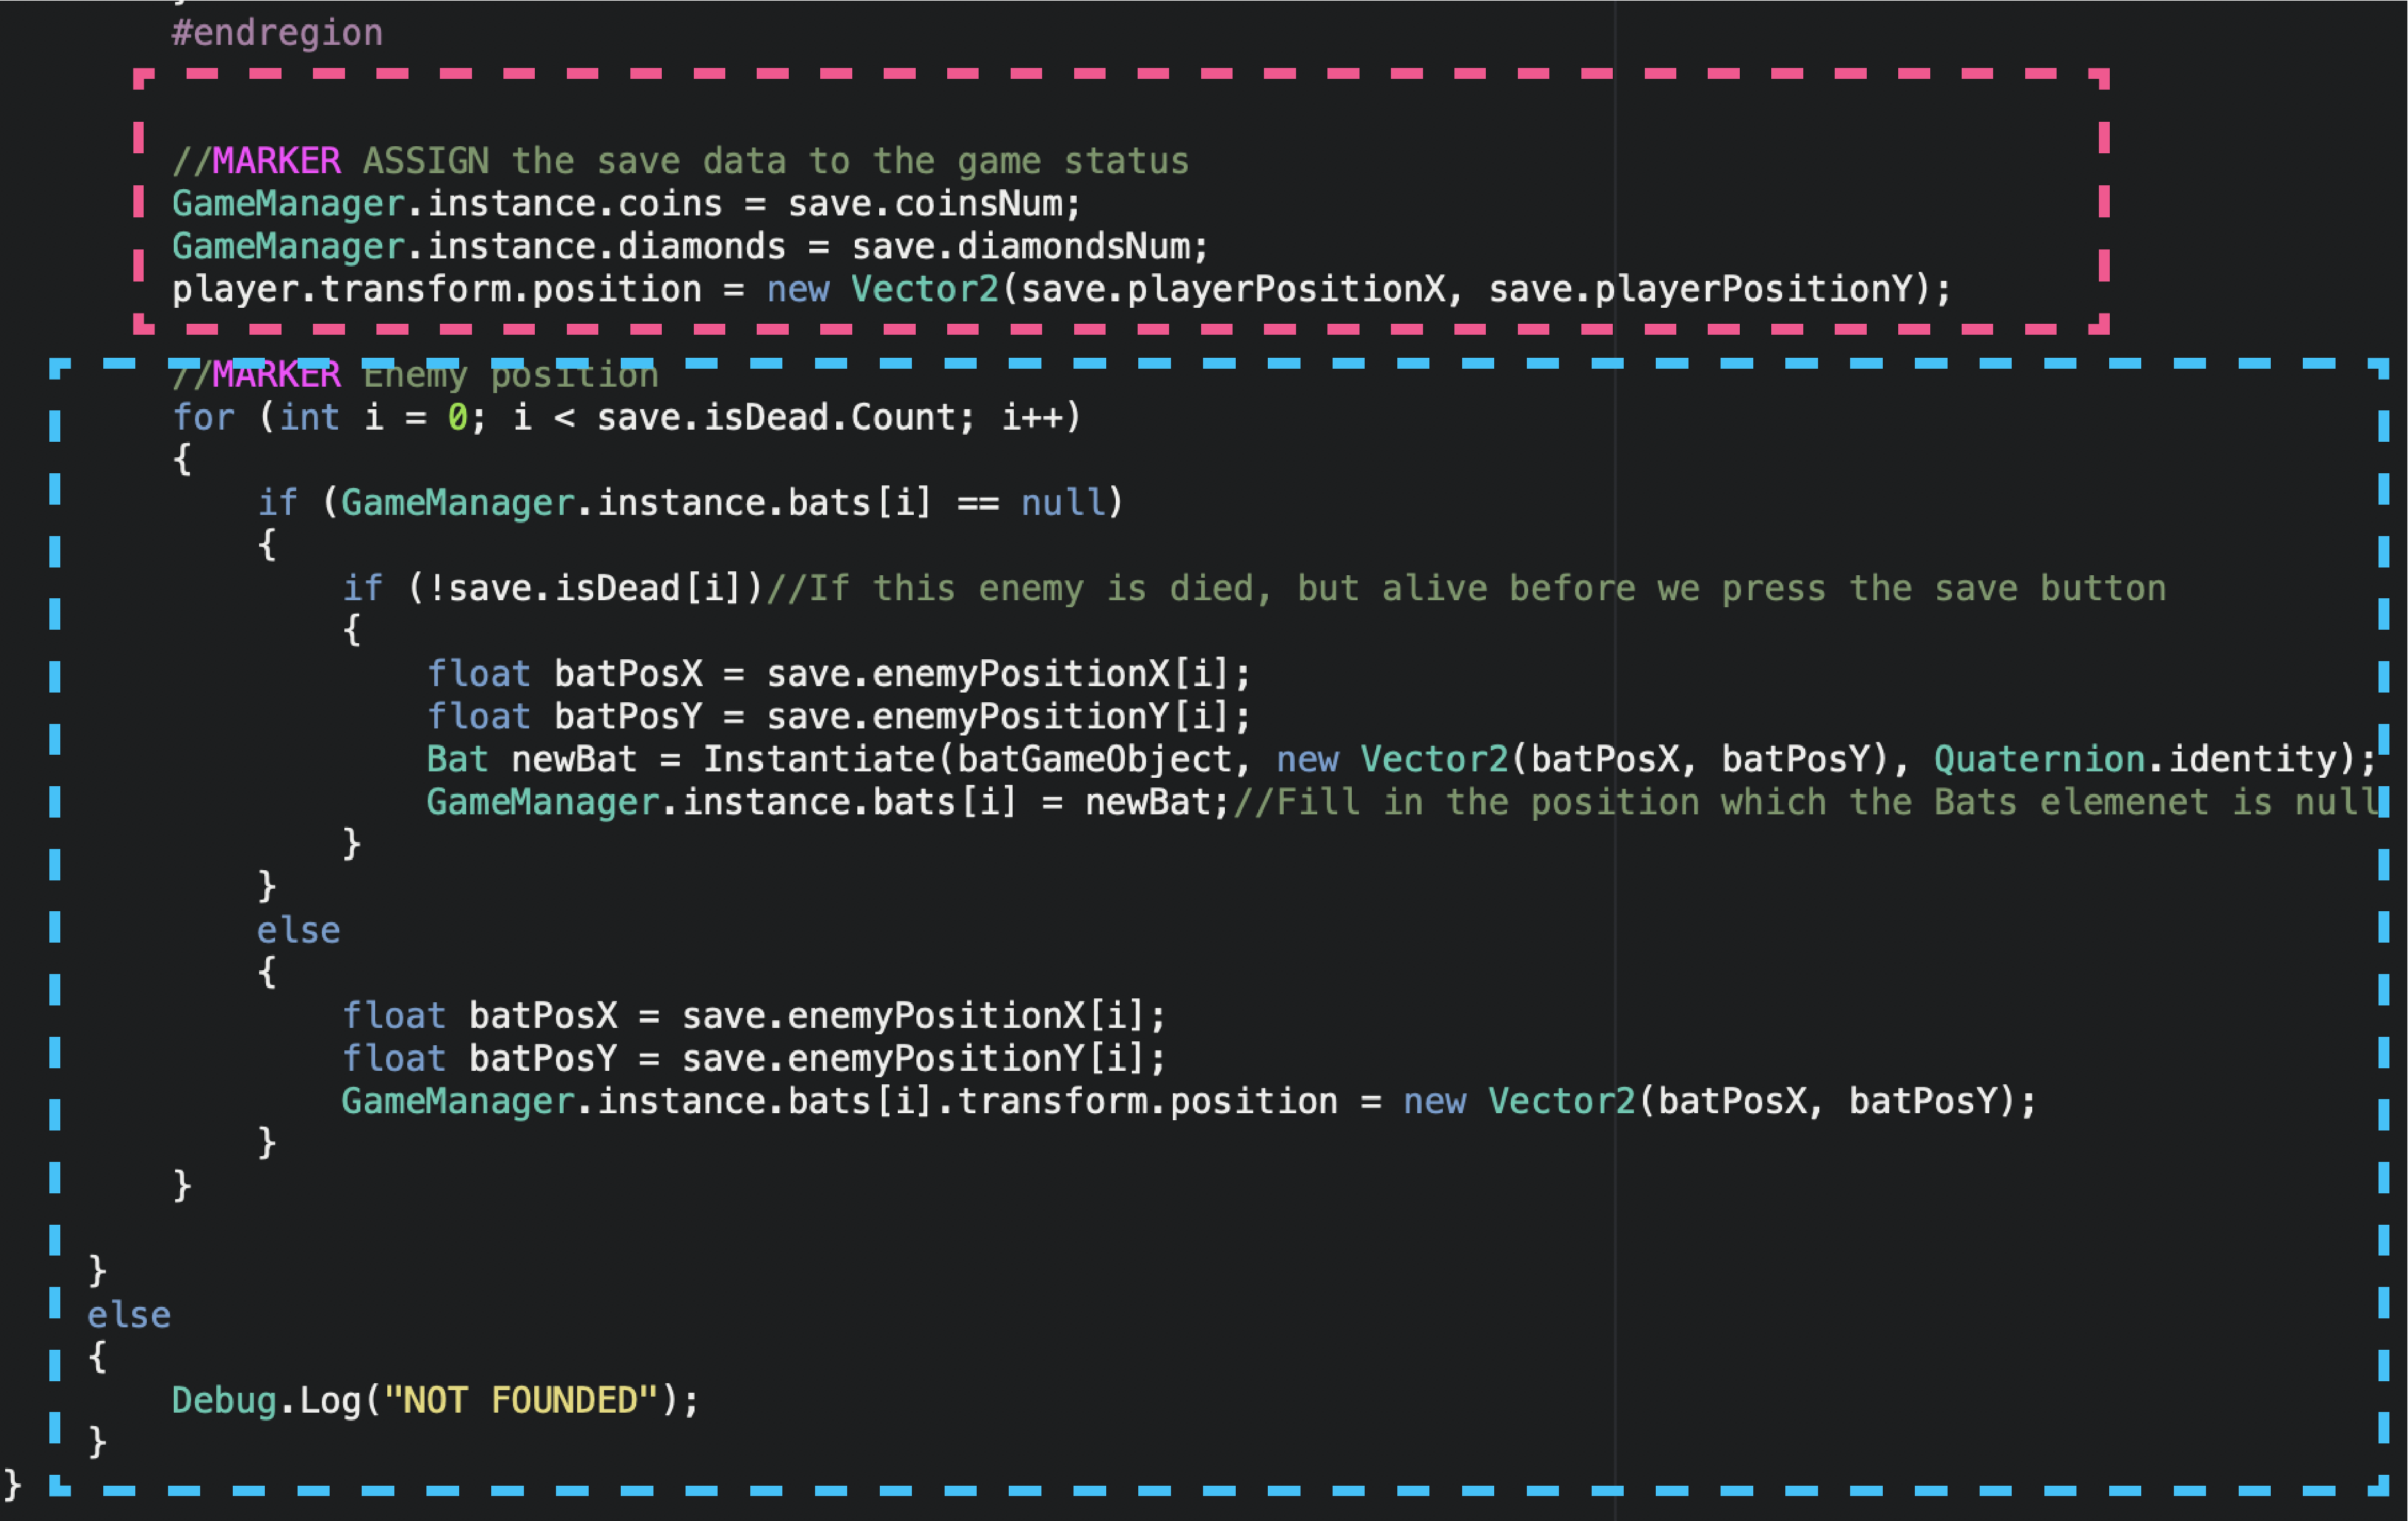 #endregion
//MARKER ASSIGN the save data to the game status
GameManager.instance.coins = save.coinsNum;
GameManager.instance.diamonds = save.diamondsNum;
player.transform.position = new Vector2(save.playerPositionX, save.playerPositionY);
//MARKER Enemy position
for (int i = 0; i < save.isDead.Count; i++)
{
if (GameManager.instance.bats[i] == null)
{
if (!save.isDead[i])//If this enemy is died, but alive before we press the save button
{
float batPosX = save.enemyPositionX[i];
float batPosY = save.enemyPositionY[i];
Bat newBat = Instantiate(batGameObject, new Vector2(batPosX, batPosY), Quaternion.identity);
GameManager.instance.bats[i] = newBat;//Fill in the position which the Bats elemenet is null
}
}
else
{
float batPosX = save.enemyPositionX[i];
float batPosY = save.enemyPositionY[i];
GameManager.instance.bats[i].transform.position = new Vector2(batPosX, batPosY);
}
}
}
else
{
Debug.Log("NOT FOUNDED");
}
}